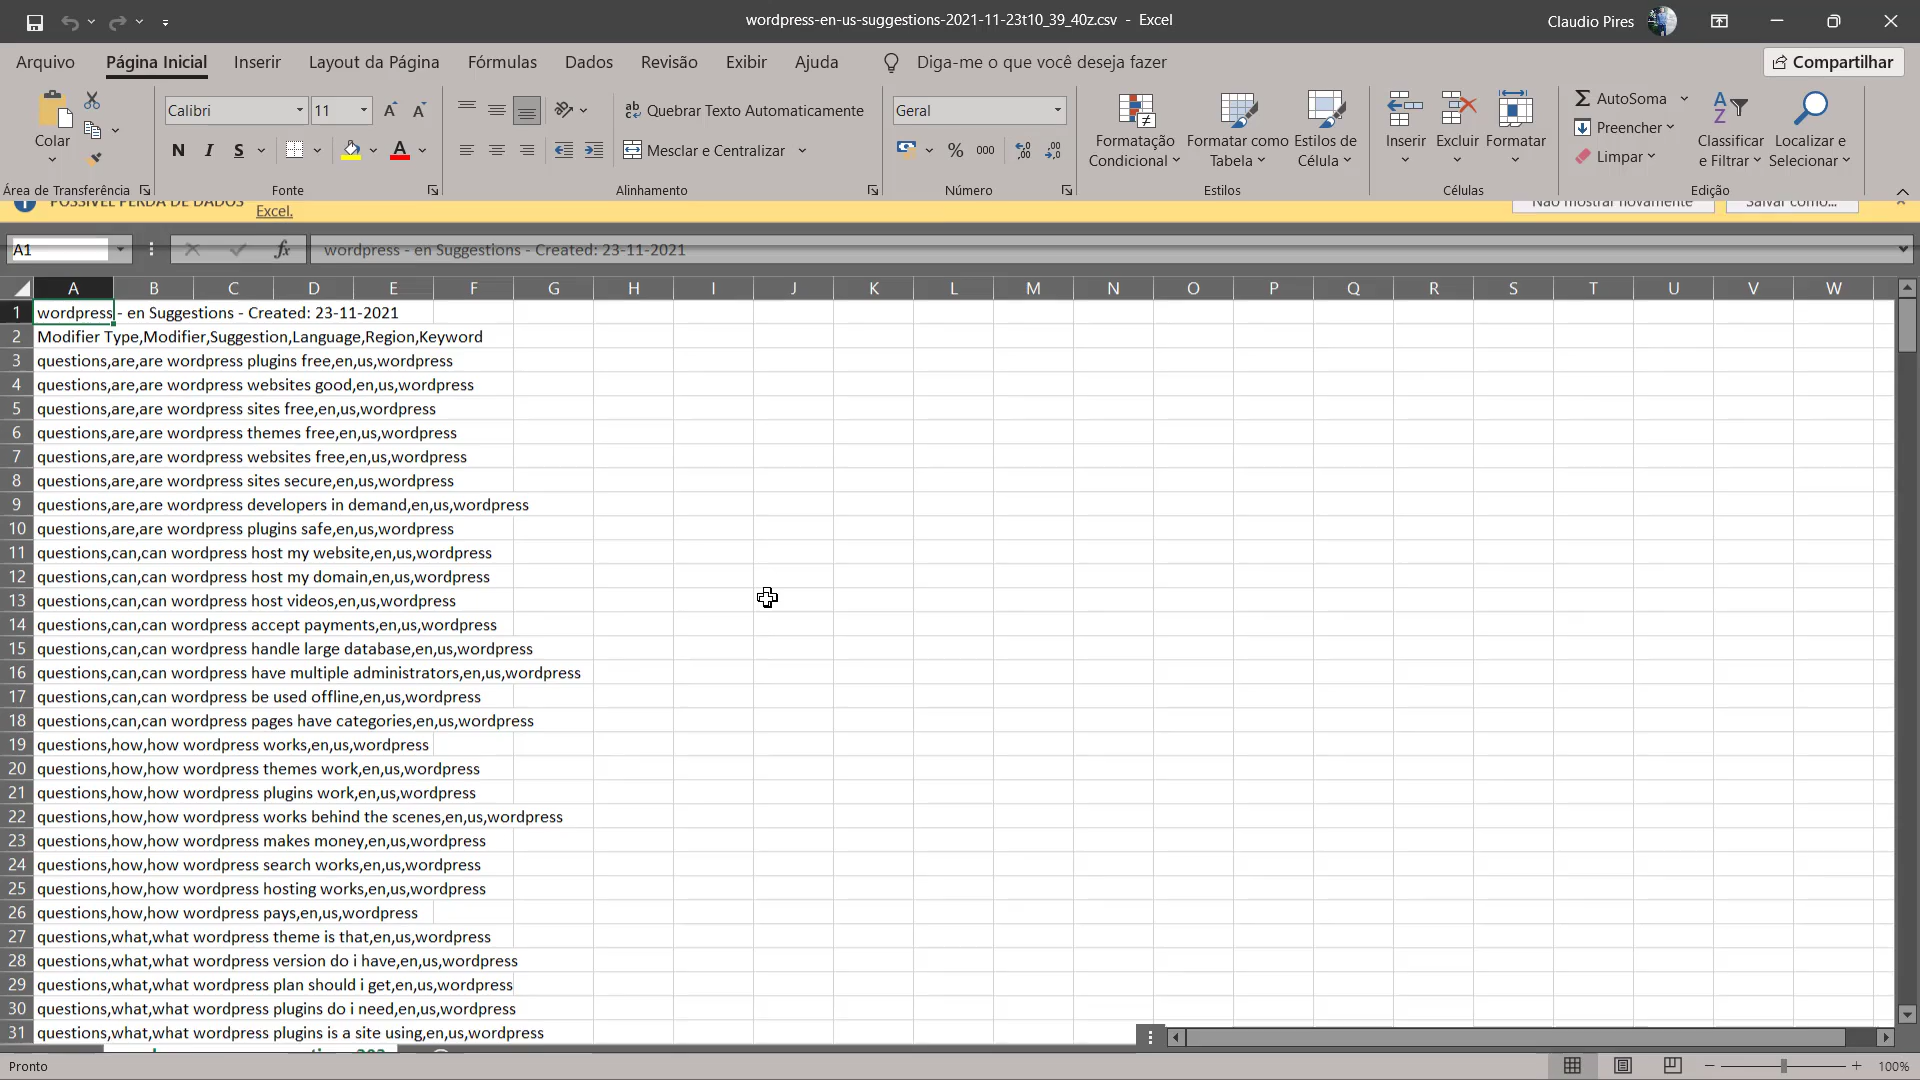 wordpress-en-us-suggestions-2021-11-23t10_39_40z.csv - Excel
Claudio Pires
Arquivo Página Inicial Inserir Layout da Página Fórmulas Dados Revisão Exibir Ajuda Diga-me o que você deseja fazer Compartilhar
Colar
Calibri 11
N I S
Quebrar Texto Automaticamente
Mesclar e Centralizar
Geral
% 000
Formatação Condicional
Formatar como Tabela
Estilos de Célula
Inserir Excluir Formatar
AutoSoma
Preencher
Limpar
Classificar e Filtrar
Localizar e Selecionar
Área de Transferência Fonte Alinhamento Número Estilos Células Edição
POSSÍVEL PERDA DE DADOS Excel. Não mostrar novamente Salvar como...
A1 fx wordpress - en Suggestions - Created: 23-11-2021
A B C D E F G H I J K L M N O P Q R S T U V W
1 wordpress - en Suggestions - Created: 23-11-2021
2 Modifier Type,Modifier,Suggestion,Language,Region,Keyword
3 questions,are,are wordpress plugins free,en,us,wordpress
4 questions,are,are wordpress websites good,en,us,wordpress
5 questions,are,are wordpress sites free,en,us,wordpress
6 questions,are,are wordpress themes free,en,us,wordpress
7 questions,are,are wordpress websites free,en,us,wordpress
8 questions,are,are wordpress sites secure,en,us,wordpress
9 questions,are,are wordpress developers in demand,en,us,wordpress
10 questions,are,are wordpress plugins safe,en,us,wordpress
11 questions,can,can wordpress host my website,en,us,wordpress
12 questions,can,can wordpress host my domain,en,us,wordpress
13 questions,can,can wordpress host videos,en,us,wordpress
14 questions,can,can wordpress accept payments,en,us,wordpress
15 questions,can,can wordpress handle large database,en,us,wordpress
16 questions,can,can wordpress have multiple administrators,en,us,wordpress
17 questions,can,can wordpress be used offline,en,us,wordpress
18 questions,can,can wordpress pages have categories,en,us,wordpress
19 questions,how,how wordpress works,en,us,wordpress
20 questions,how,how wordpress themes work,en,us,wordpress
21 questions,how,how wordpress plugins work,en,us,wordpress
22 questions,how,how wordpress works behind the scenes,en,us,wordpress
23 questions,how,how wordpress makes money,en,us,wordpress
24 questions,how,how wordpress search works,en,us,wordpress
25 questions,how,how wordpress hosting works,en,us,wordpress
26 questions,how,how wordpress pays,en,us,wordpress
27 questions,what,what wordpress theme is that,en,us,wordpress
28 questions,what,what wordpress version do i have,en,us,wordpress
29 questions,what,what wordpress plan should i get,en,us,wordpress
30 questions,what,what wordpress plugins do i need,en,us,wordpress
31 questions,what,what wordpress plugins is a site using,en,us,wordpress
Pronto 100%